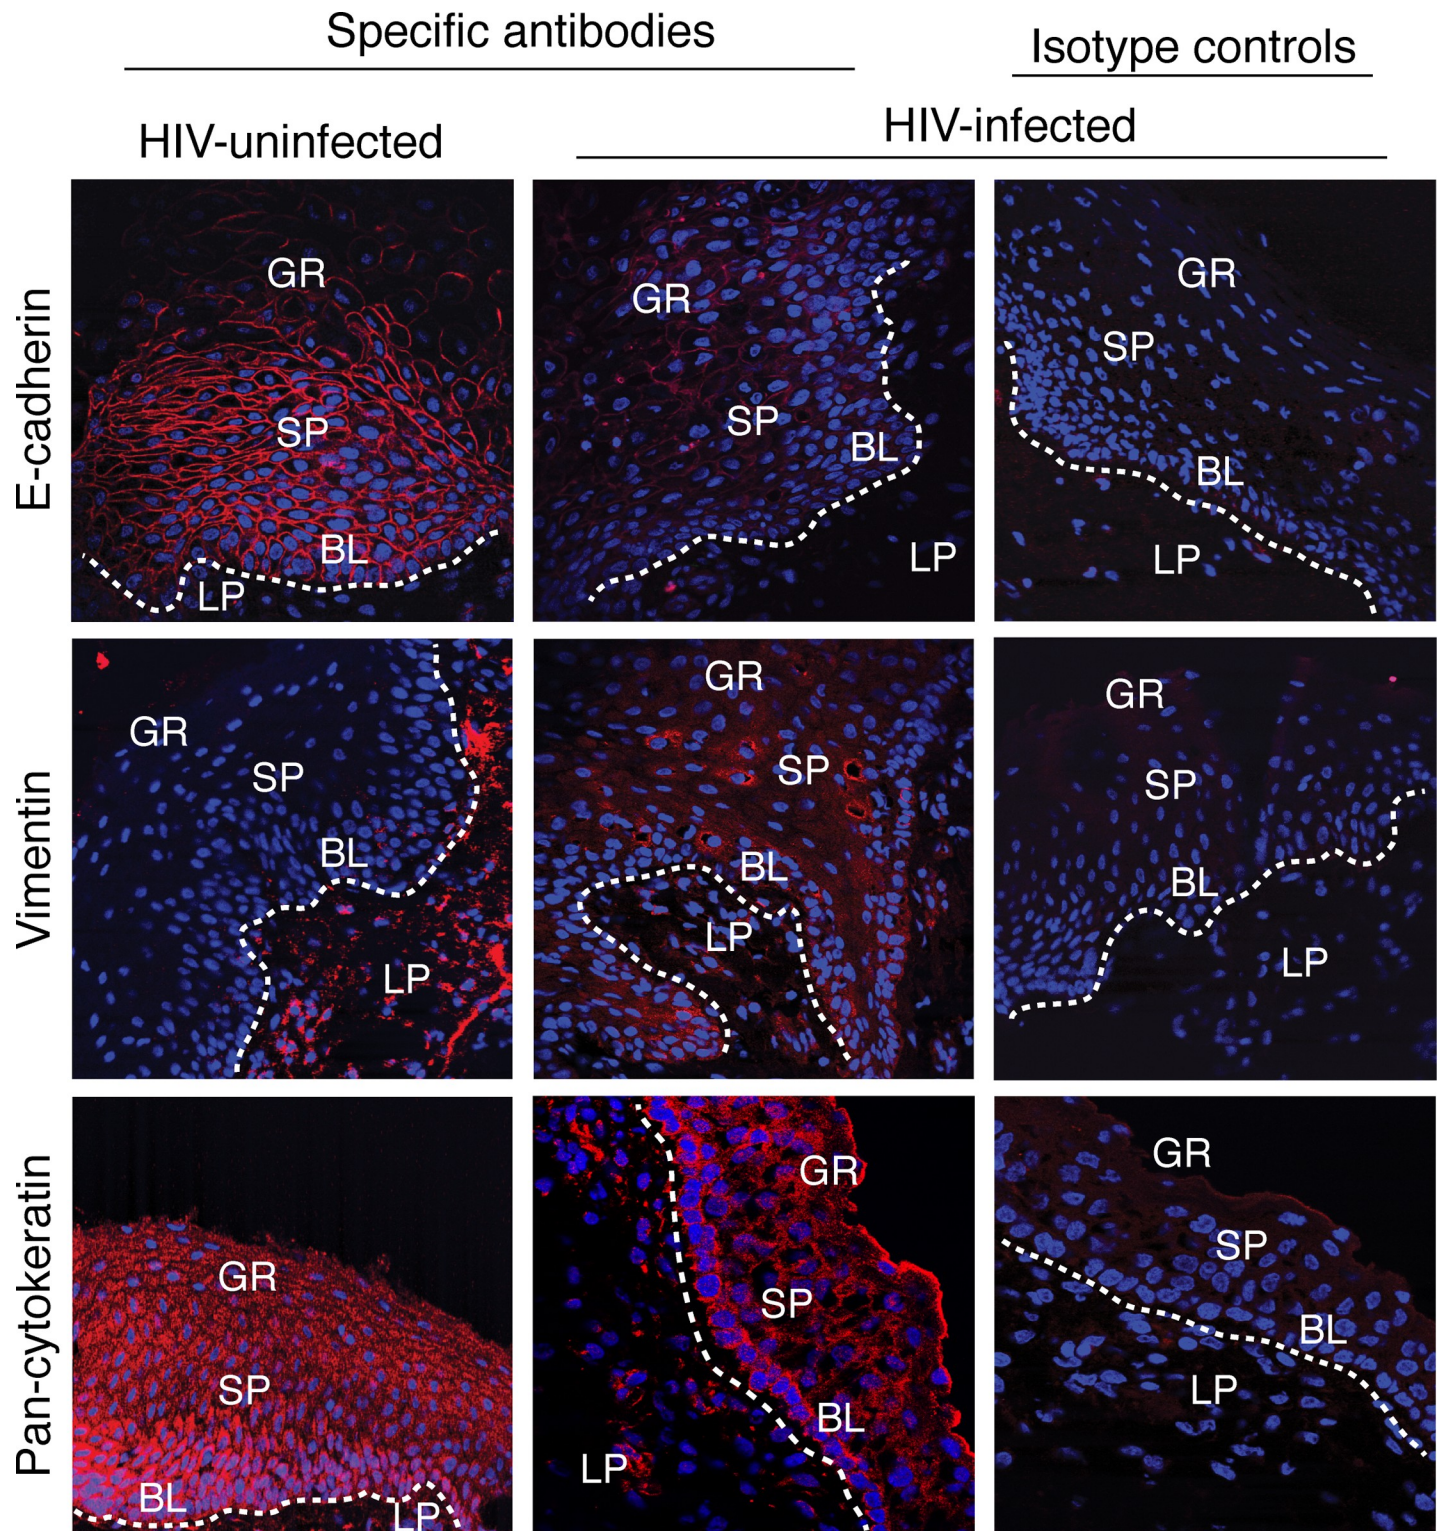 Specific antibodies
Isotype controls
HIV-uninfected
HIV-infected
E-cadherin
GR
SP
BL
LP
GR
SP
BL
LP
GR
SP
BL
LP
Vimentin
GR
SP
BL
LP
GR
SP
BL
LP
GR
SP
BL
LP
Pan-cytokeratin
GR
SP
BL
LP
GR
SP
BL
LP
GR
SP
BL
LP